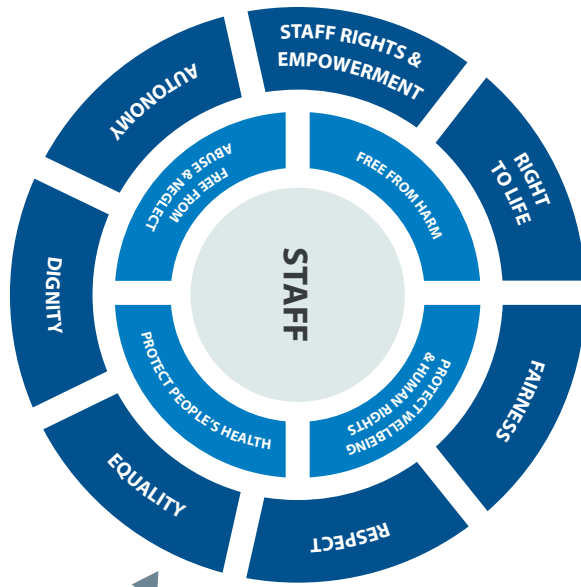 STAFF RIGHTS &
EMPOWERMENT
RIGHT
TO LIFE
FAIRNESS
RESPECT
EQUALITY
DIGNITY
AUTONOMY
FREE FROM HARM
PROTECT WELLBEING
& HUMAN RIGHTS
PROTECT PEOPLE'S HEALTH
FREE FROM
ABUSE & NEGLECT
STAFF